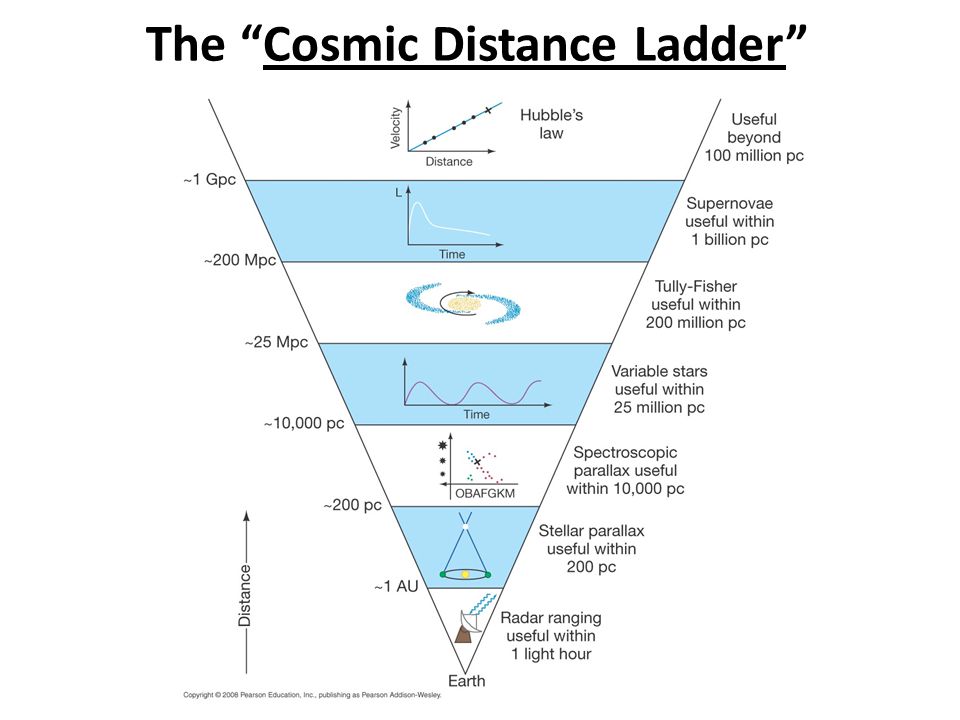 The “Cosmic Distance Ladder”
Velocity
Distance
Hubble’s
law
Useful
beyond
100 million pc
~1 Gpc
L
Time
Supernovae
useful within
1 billion pc
~200 Mpc
Tully-Fisher
useful within
200 million pc
~25 Mpc
Time
Variable stars
useful within
25 million pc
~10,000 pc
OBAFGKM
Spectroscopic
parallax useful
within 10,000 pc
~200 pc
Stellar parallax
useful within
200 pc
~1 AU
Distance
Radar ranging
useful within
1 light hour
Earth
Copyright © 2008 Pearson Education, Inc., publishing as Pearson Addison-Wesley.